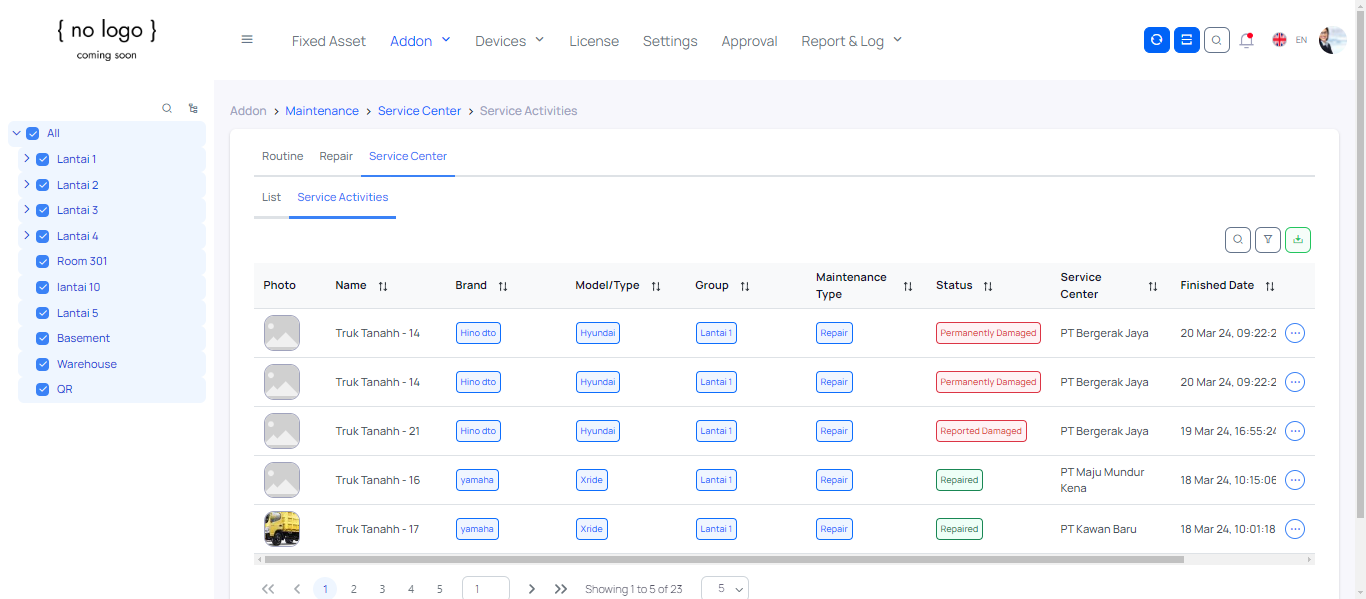 { no logo }
coming soon
Fixed Asset Addon Devices License Settings Approval Report & Log EN
Addon > Maintenance > Service Center > Service Activities
All
Lantai 1
Lantai 2
Lantai 3
Lantai 4
Room 301
lantai 10
Lantai 5
Basement
Warehouse
QR
Routine Repair Service Center
List Service Activities
Photo Name Brand Model/Type Group Maintenance Type Status Service Center Finished Date
Truk Tanahh - 14 Hino dto Hyundai Lantai 1 Repair Permanently Damaged PT Bergerak Jaya 20 Mar 24, 09:22:2
Truk Tanahh - 14 Hino dto Hyundai Lantai 1 Repair Permanently Damaged PT Bergerak Jaya 20 Mar 24, 09:22:2
Truk Tanahh - 21 Hino dto Hyundai Lantai 1 Repair Reported Damaged PT Bergerak Jaya 19 Mar 24, 16:55:24
Truk Tanahh - 16 yamaha Xride Lantai 1 Repair Repaired PT Maju Mundur Kena 18 Mar 24, 10:15:06
Truk Tanahh - 17 yamaha Xride Lantai 1 Repair Repaired PT Kawan Baru 18 Mar 24, 10:01:18
1 2 3 4 5 1 Showing 1 to 5 of 23 5